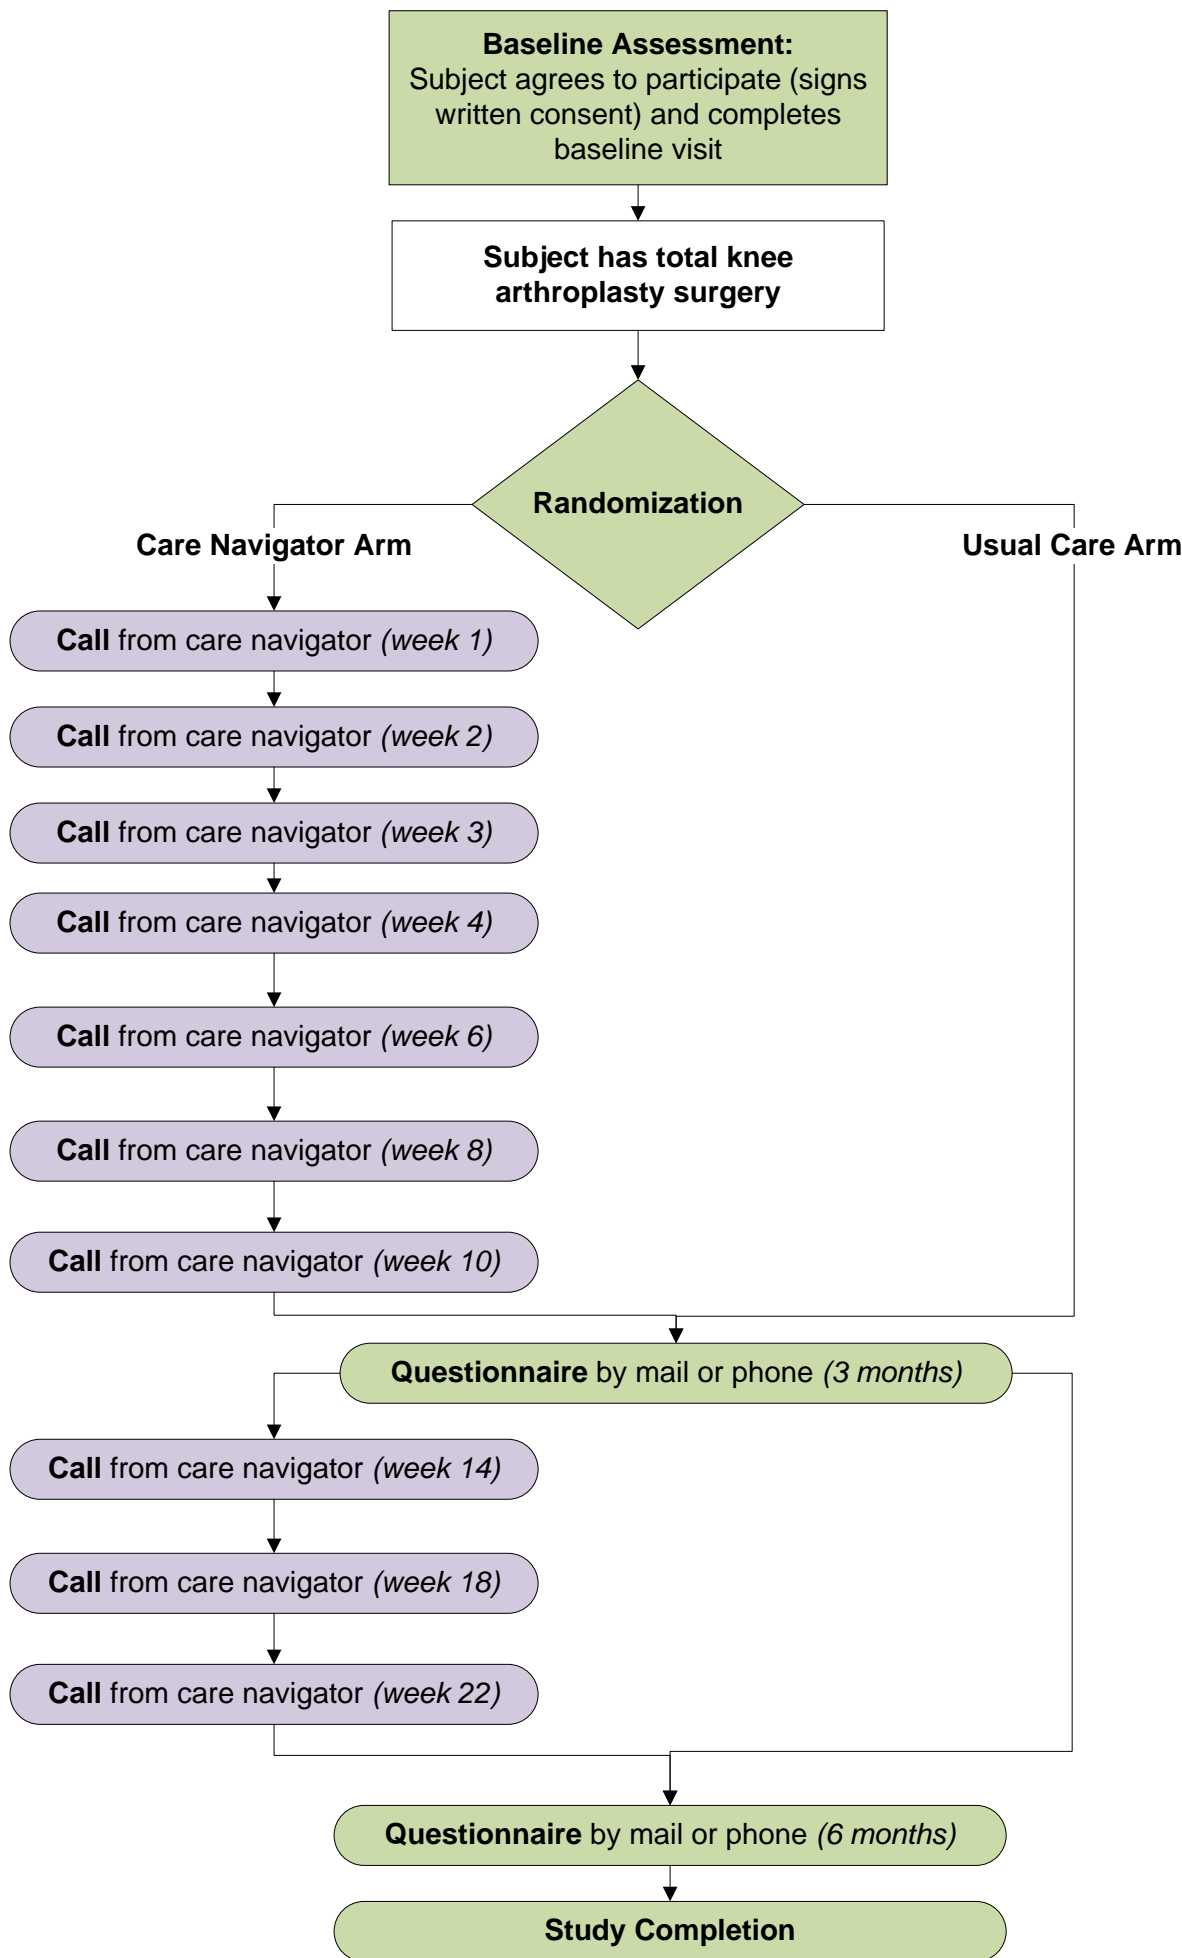 Baseline Assessment:
Subject agrees to participate (signs
written consent) and completes
baseline visit
Subject has total knee
arthroplasty surgery
Randomization
Care Navigator Arm
Usual Care Arm
Call from care navigator (week 1)
Call from care navigator (week 2)
Call from care navigator (week 3)
Call from care navigator (week 4)
Call from care navigator (week 6)
Call from care navigator (week 8)
Call from care navigator (week 10)
Questionnaire by mail or phone (3 months)
Call from care navigator (week 14)
Call from care navigator (week 18)
Call from care navigator (week 22)
Questionnaire by mail or phone (6 months)
Study Completion